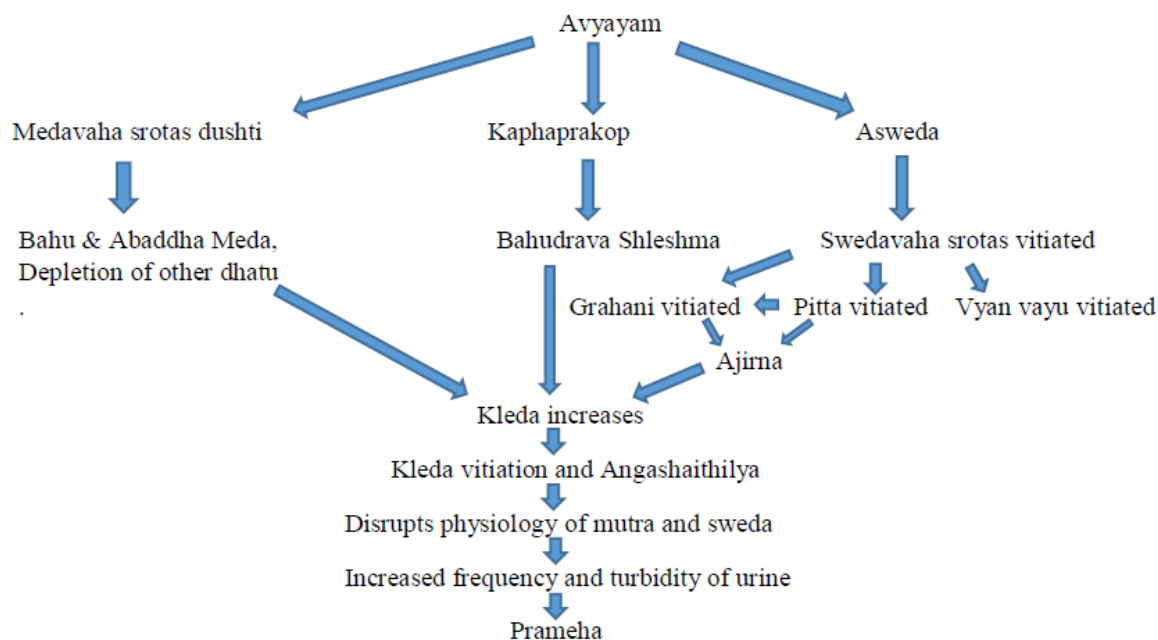 Avyayam
Medavaha srotas dushti
Kaphaprakop
Asweda
Bahu & Abaddha Meda,
Depletion of other dhatu
.
Bahudrava Shleshma
Swedavaha srotas vitiated
Grahani vitiated
Pitta vitiated
Vyan vayu vitiated
Ajirna
Kleda increases
Kleda vitiation and Angashaithilya
Disrupts physiology of mutra and sweda
Increased frequency and turbidity of urine
Prameha